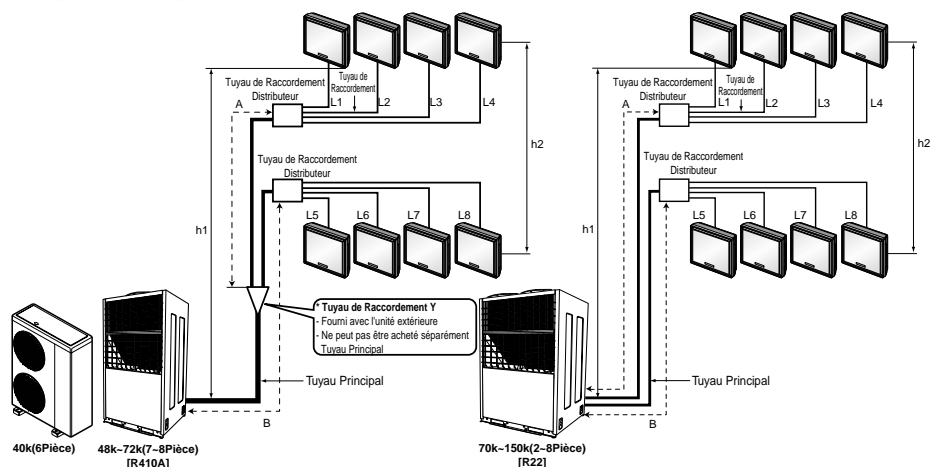 Tuyau de Raccordement
Distributeur
Tuyau de
Raccordement
A
L1
L2
L3
L4
h2
h1
Tuyau de Raccordement
Distributeur
L5
L6
L7
L8
* Tuyau de Raccordement Y
- Fourni avec l'unité extérieure
- Ne peut pas être acheté séparément
Tuyau Principal
Tuyau Principal
B
40k(6Pièce)
48k~72k(7~8Pièce)
[R410A]
Tuyau de Raccordement
Distributeur
Tuyau de
Raccordement
A
L1
L2
L3
L4
h2
h1
Tuyau de Raccordement
Distributeur
L5
L6
L7
L8
Tuyau Principal
B
70k~150k(2~8Pièce)
[R22]